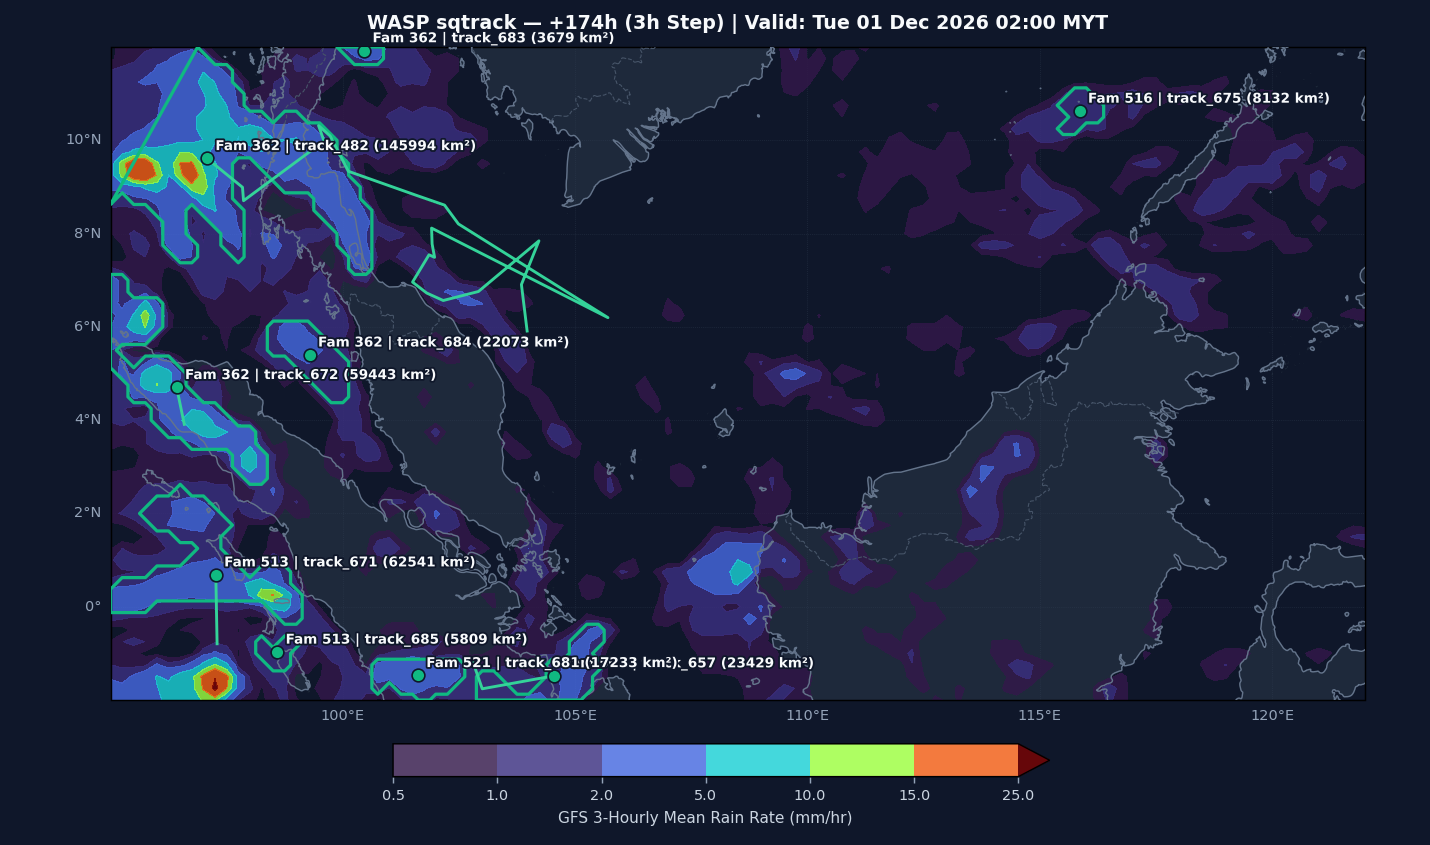 WASP sqtrack — +174h (3h Step) | Valid: Tue 01 Dec 2026 02:00 MYT
Fam 362 | track_683 (3679 km²)
Fam 516 | track_675 (8132 km²)
Fam 362 | track_482 (145994 km²)
Fam 362 | track_684 (22073 km²)
Fam 362 | track_672 (59443 km²)
Fam 513 | track_671 (62541 km²)
Fam 513 | track_685 (5809 km²)
Fam 521 | track_681 (17233 km²)
_657 (23429 km²)
10°N
8°N
6°N
4°N
2°N
0°
100°E 105°E 110°E 115°E 120°E
0.5 1.0 2.0 5.0 10.0 15.0 25.0
GFS 3-Hourly Mean Rain Rate (mm/hr)